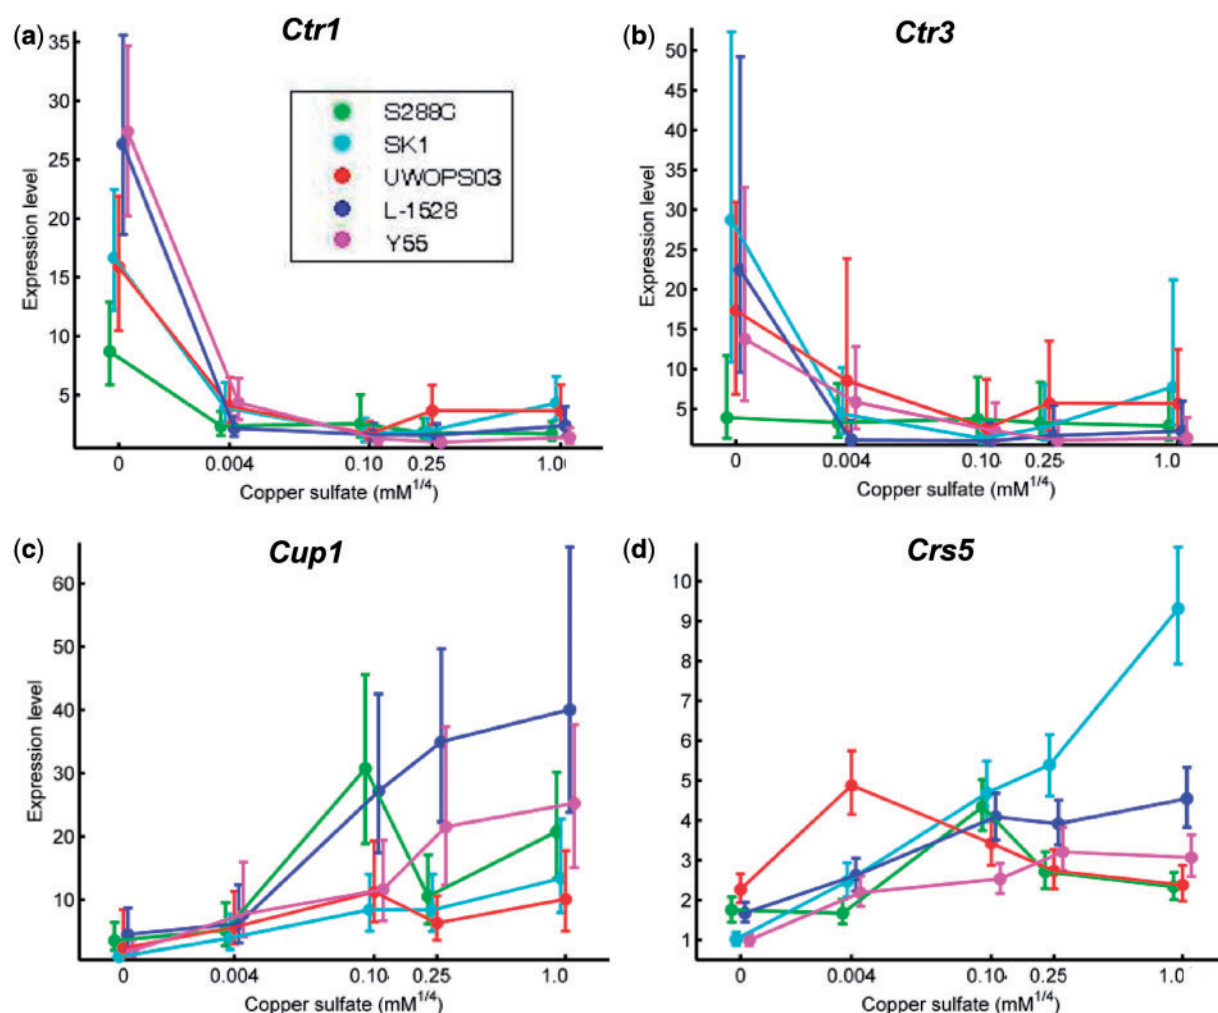 (a) Ctr1
35
30
25
20
15
10
5
Expression level
S288C
SK1
UWOPS03
L-1528
Y55
0 0.004 0.10 0.25 1.0
Copper sulfate (mM1/4)
(b) Ctr3
50
45
40
35
30
25
20
15
10
5
Expression level
0 0.004 0.10 0.25 1.0
Copper sulfate (mM1/4)
(c) Cup1
60
50
40
30
20
10
Expression level
0 0.004 0.10 0.25 1.0
Copper sulfate (mM1/4)
(d) Crs5
10
9
8
7
6
5
4
3
2
1
Expression level
0 0.004 0.10 0.25 1.0
Copper sulfate (mM1/4)